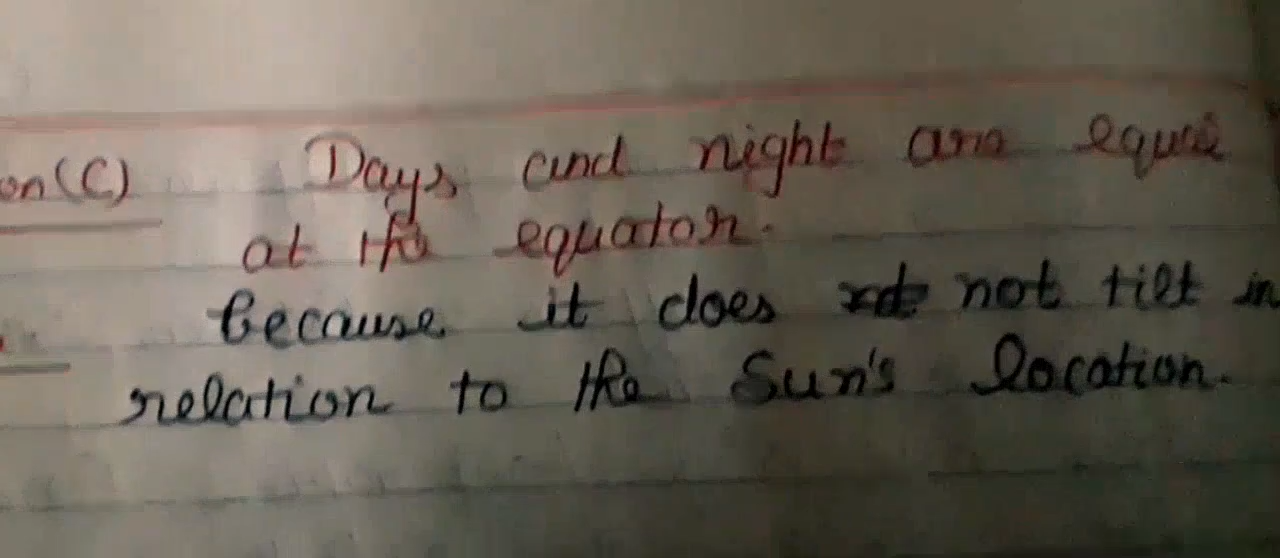 on(C) Days and night are equal
at the equator.
because it does not tilt in
relation to the Sun's location.